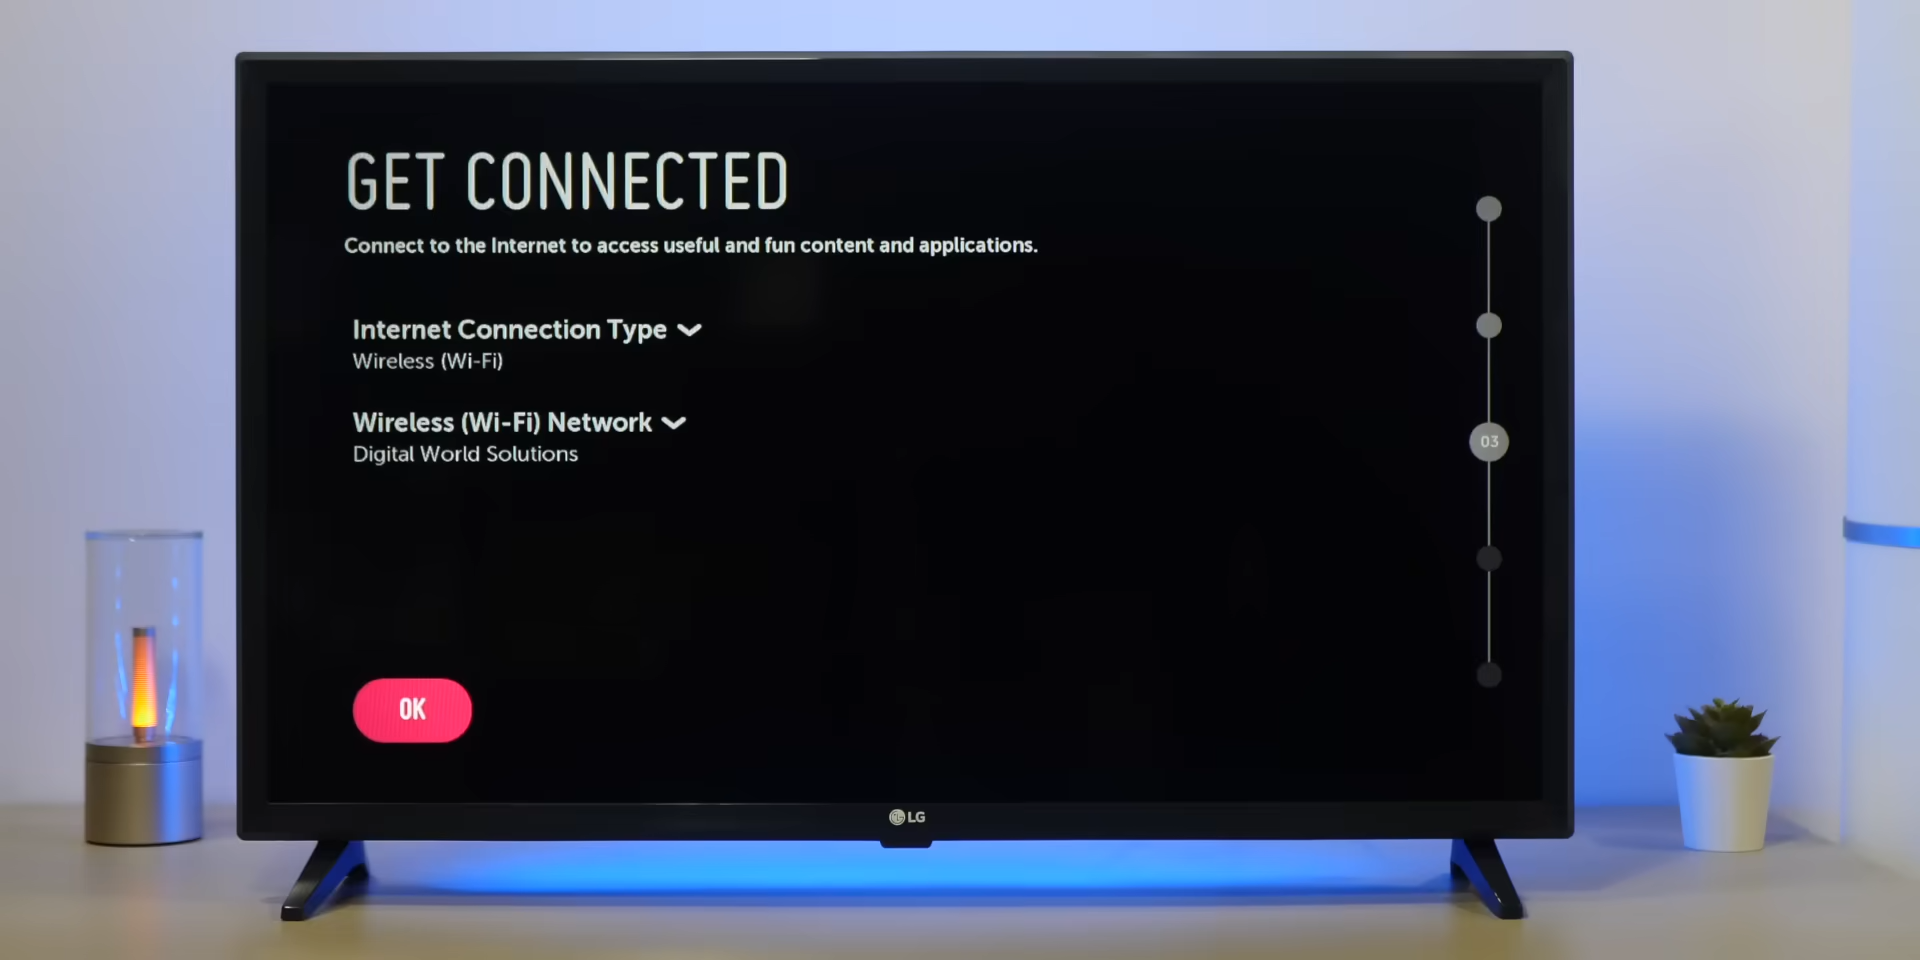 GET CONNECTED
Connect to the Internet to access useful and fun content and applications.
Internet Connection Type
Wireless (Wi-Fi)
Wireless (Wi-Fi) Network
Digital World Solutions
03
OK
LG